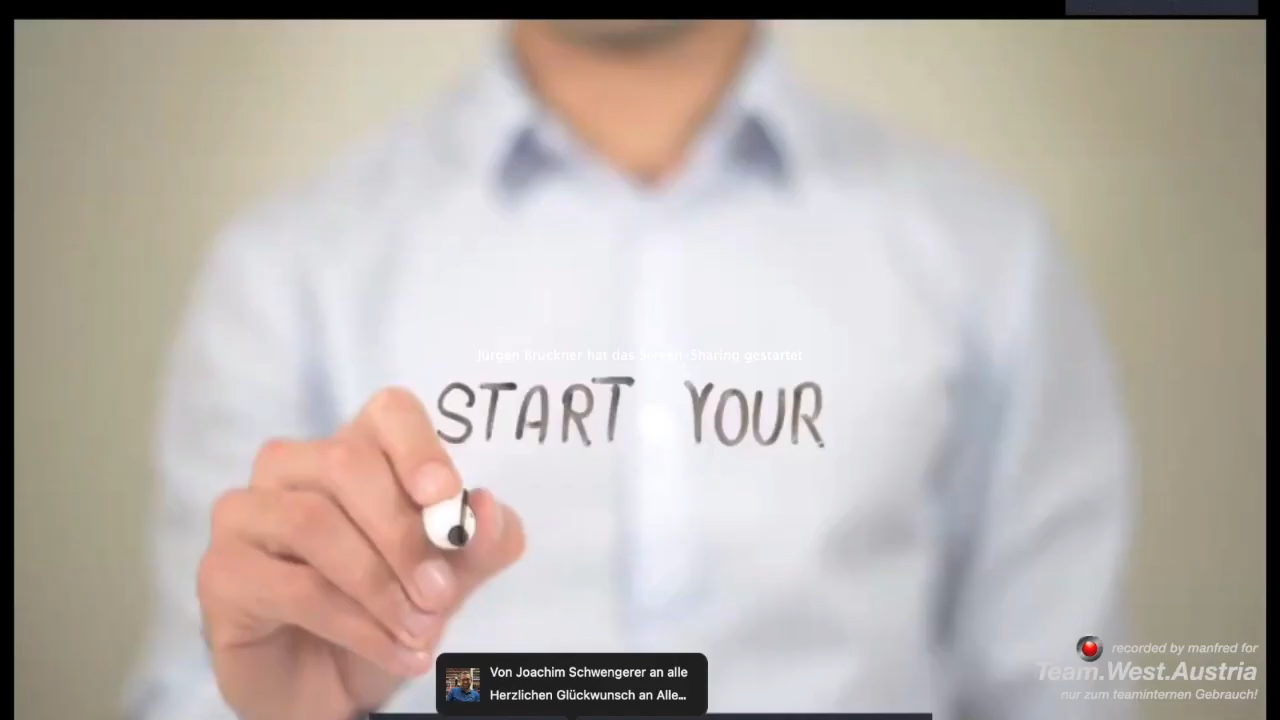 Jürgen Bruckner hat das Screen-Sharing gestartet
START YOUR
Von Joachim Schwengerer an alle
Herzlichen Glückwunsch an Alle...
recorded by manfred for
Team.West.Austria
nur zum teaminternen Gebrauch!